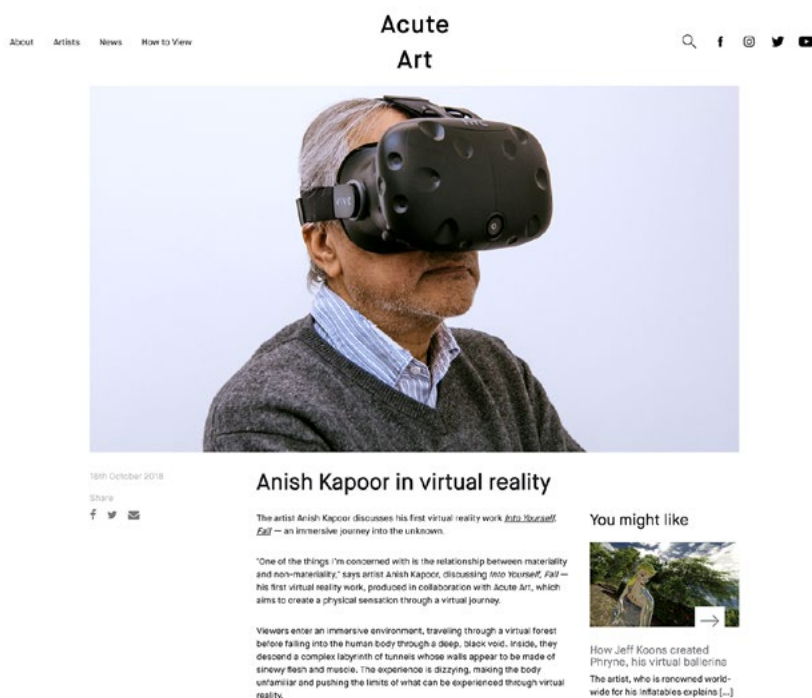 Acute
Art
About Artists News How to View
VIVE
18th October 2018
Share
Anish Kapoor in virtual reality
The artist Anish Kapoor discusses his first virtual reality work Into Yourself,
Fall — an immersive journey into the unknown.
"One of the things I'm concerned with is the relationship between materiality
and non-materiality," says artist Anish Kapoor, discussing Into Yourself, Fall —
his first virtual reality work, produced in collaboration with Acute Art, which
aims to create a physical sensation through a virtual journey.
Viewers enter an immersive environment, traveling through a virtual forest
before falling into the human body through a deep, black void. Inside, they
descend a complex labyrinth of tunnels whose walls appear to be made of
sinewy flesh and muscle. The experience is dizzying, making the body
unfamiliar and pushing the limits of what can be experienced through virtual
reality.
You might like
How Jeff Koons created
Phryne, his virtual ballerina
The artist, who is renowned world-
wide for his Inflatables explains [...]